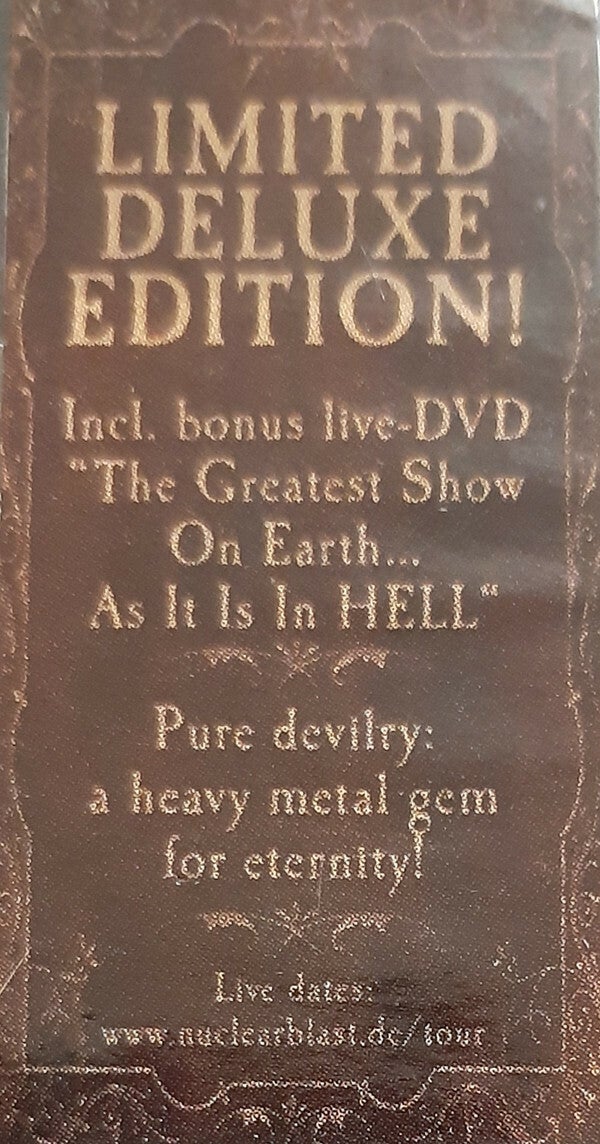 LIMITED
DELUXE
EDITION!
Incl. bonus live-DVD
"The Greatest Show
On Earth...
As It Is In HELL"
Pure devilry:
a heavy metal gem
for eternity!
Live dates:
www.nuclearblast.de/tour